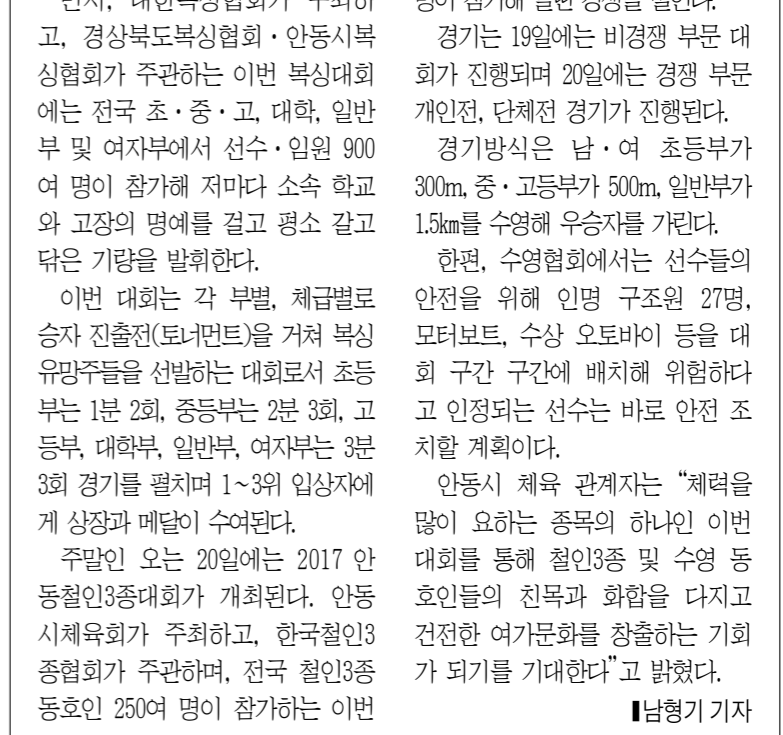 먼저, 대한복싱협회가 주최하
고, 경상북도복싱협회·안동시복
싱협회가 주관하는 이번 복싱대회
에는 전국 초·중·고, 대학, 일반
부 및 여자부에서 선수·임원 900
여 명이 참가해 저마다 소속 학교
와 고장의 명예를 걸고 평소 갈고
닦은 기량을 발휘한다.
이번 대회는 각 부별, 체급별로
승자 진출전(토너먼트)을 거쳐 복싱
유망주들을 선발하는 대회로서 초등
부는 1분 2회, 중등부는 2분 3회, 고
등부, 대학부, 일반부, 여자부는 3분
3회 경기를 펼치며 1~3위 입상자에
게 상장과 메달이 수여된다.
주말인 오는 20일에는 2017 안
동철인3종대회가 개최된다. 안동
시체육회가 주최하고, 한국철인3
종협회가 주관하며, 전국 철인3종
동호인 250여 명이 참가하는 이번
명이 참가해 열띤 경쟁을 벌인다.
경기는 19일에는 비경쟁 부문 대
회가 진행되며 20일에는 경쟁 부문
개인전, 단체전 경기가 진행된다.
경기방식은 남·여 초등부가
300m, 중·고등부가 500m, 일반부가
1.5㎞를 수영해 우승자를 가린다.
한편, 수영협회에서는 선수들의
안전을 위해 인명 구조원 27명,
모터보트, 수상 오토바이 등을 대
회 구간 구간에 배치해 위험하다
고 인정되는 선수는 바로 안전 조
치할 계획이다.
안동시 체육 관계자는 “체력을
많이 요하는 종목의 하나인 이번
대회를 통해 철인3종 및 수영 동
호인들의 친목과 화합을 다지고
건전한 여가문화를 창출하는 기회
가 되기를 기대한다”고 밝혔다.
▮남형기 기자